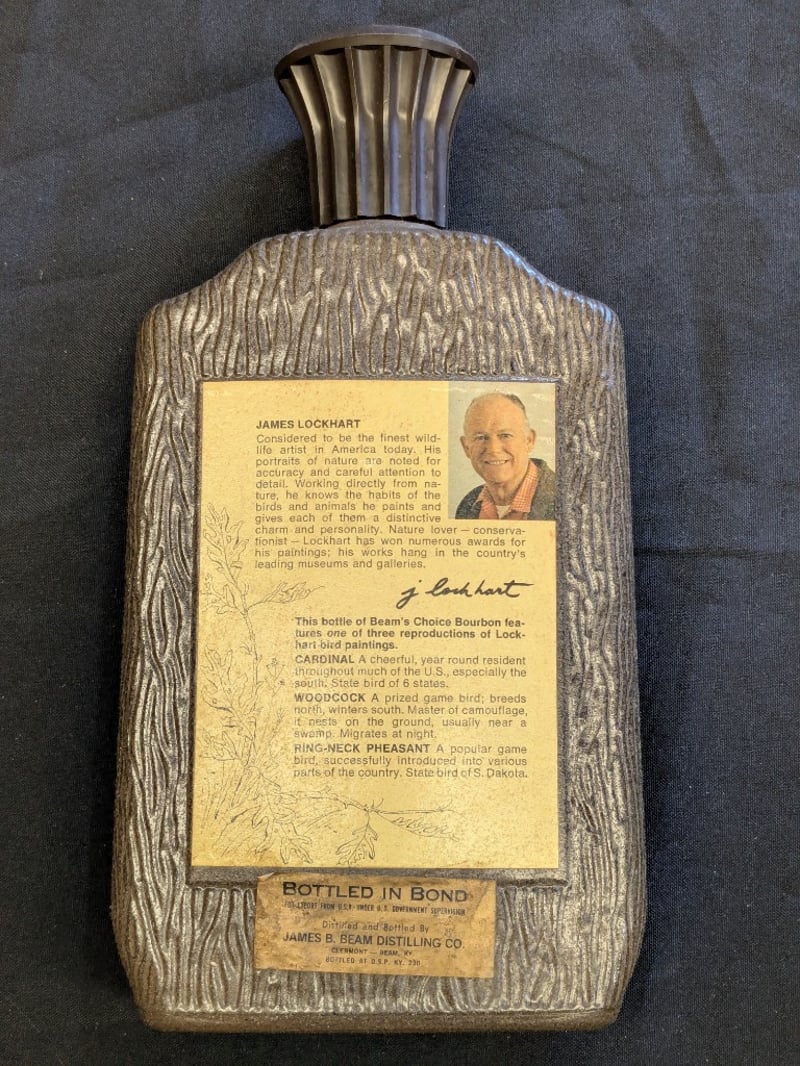 JAMES LOCKHART
Considered to be the finest wild-
life artist in America today. His
portraits of nature are noted for
accuracy and careful attention to
detail. Working directly from na-
ture, he knows the habits of the
birds and animals he paints and
gives each of them a distinctive
charm and personality. Nature lover — conserva-
tionist — Lockhart has won numerous awards for
his paintings; his works hang in the country's
leading museums and galleries.
j lockhart
This bottle of Beam's Choice Bourbon fea-
tures one of three reproductions of Lock-
hart bird paintings.
CARDINAL A cheerful, year round resident
throughout much of the U.S., especially the
south. State bird of 6 states.
WOODCOCK A prized game bird; breeds
north, winters south. Master of camouflage,
it nests on the ground, usually near a
swamp. Migrates at night.
RING-NECK PHEASANT A popular game
bird, successfully introduced into various
parts of the country. State bird of S. Dakota.
BOTTLED IN BOND
FOR EXPORT FROM U.S.A. UNDER U.S. GOVERNMENT SUPERVISION
Distilled and Bottled By
JAMES B. BEAM DISTILLING CO.
CLERMONT — BEAM, KY.
BOTTLED AT D.S.P. KY. 230